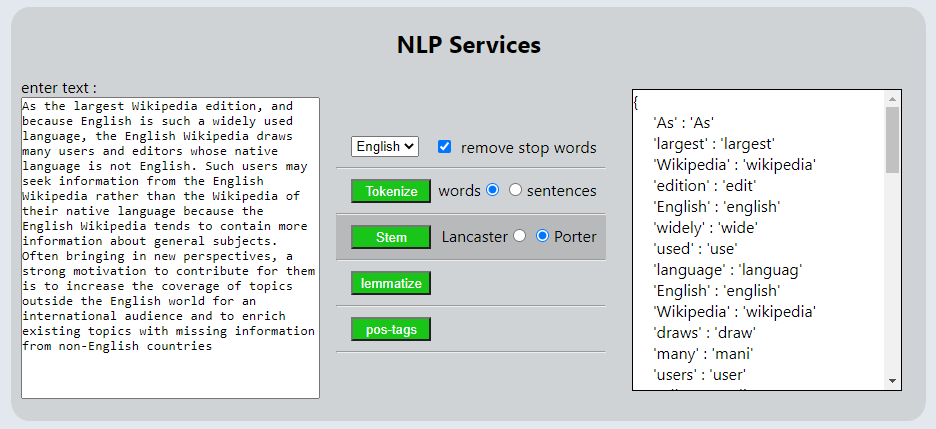 NLP Services
enter text :
As the largest Wikipedia edition, and
because English is such a widely used
language, the English Wikipedia draws
many users and editors whose native
language is not English. Such users may
seek information from the English
Wikipedia rather than the Wikipedia of
their native language because the
English Wikipedia tends to contain more
information about general subjects.
Often bringing in new perspectives, a
strong motivation to contribute for them
is to increase the coverage of topics
outside the English world for an
international audience and to enrich
existing topics with missing information
from non-English countries
English remove stop words
Tokenize words sentences
Stem Lancaster Porter
lemmatize
pos-tags
{
'As' : 'As'
'largest' : 'largest'
'Wikipedia' : 'wikipedia'
'edition' : 'edit'
'English' : 'english'
'widely' : 'wide'
'used' : 'use'
'language' : 'languag'
'English' : 'english'
'Wikipedia' : 'wikipedia'
'draws' : 'draw'
'many' : 'mani'
'users' : 'user'